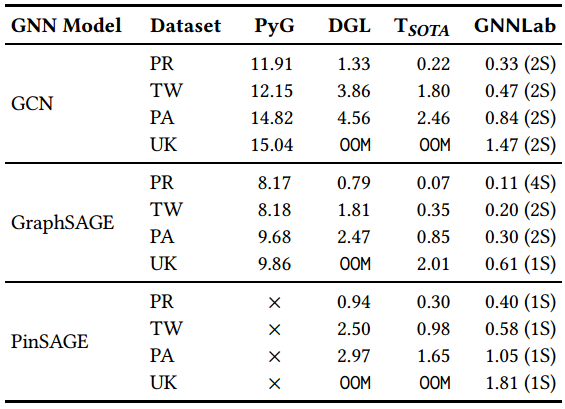 GNN Model Dataset PyG DGL T_SOTA GNNLab
PR 11.91 1.33 0.22 0.33 (2S)
TW 12.15 3.86 1.80 0.47 (2S)
GCN
PA 14.82 4.56 2.46 0.84 (2S)
UK 15.04 OOM OOM 1.47 (2S)
PR 8.17 0.79 0.07 0.11 (4S)
TW 8.18 1.81 0.35 0.20 (2S)
GraphSAGE
PA 9.68 2.47 0.85 0.30 (2S)
UK 9.86 OOM 2.01 0.61 (1S)
PR × 0.94 0.30 0.40 (1S)
TW × 2.50 0.98 0.58 (1S)
PinSAGE
PA × 2.97 1.65 1.05 (1S)
UK × OOM OOM 1.81 (1S)